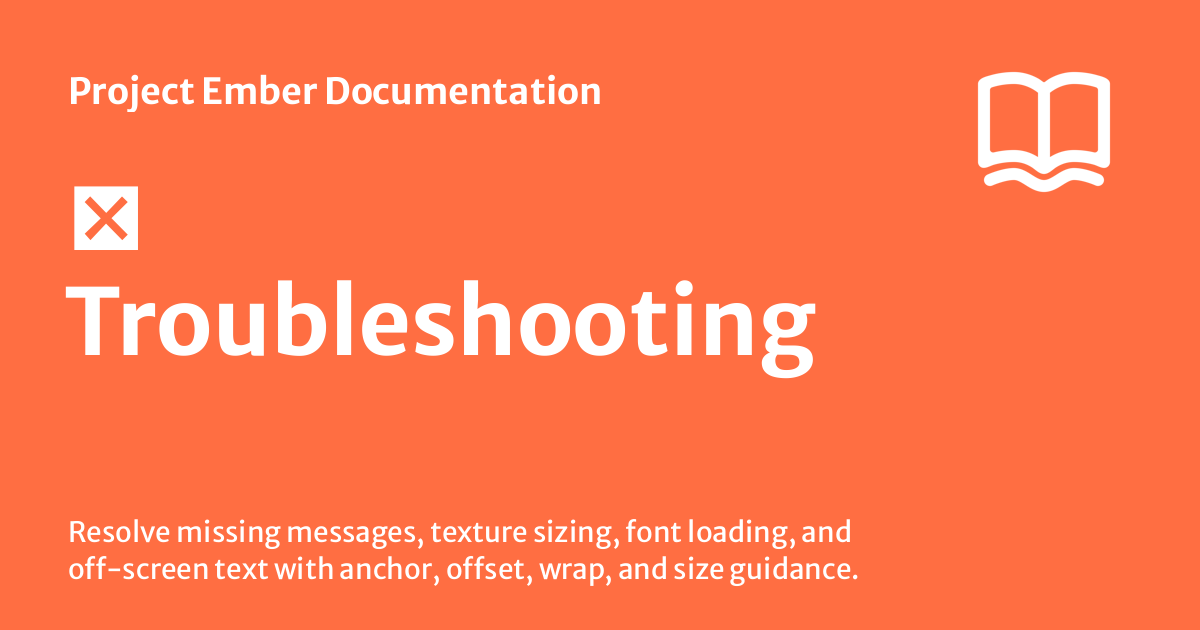 Project Ember Documentation
Troubleshooting
Resolve missing messages, texture sizing, font loading, and
off-screen text with anchor, offset, wrap, and size guidance.